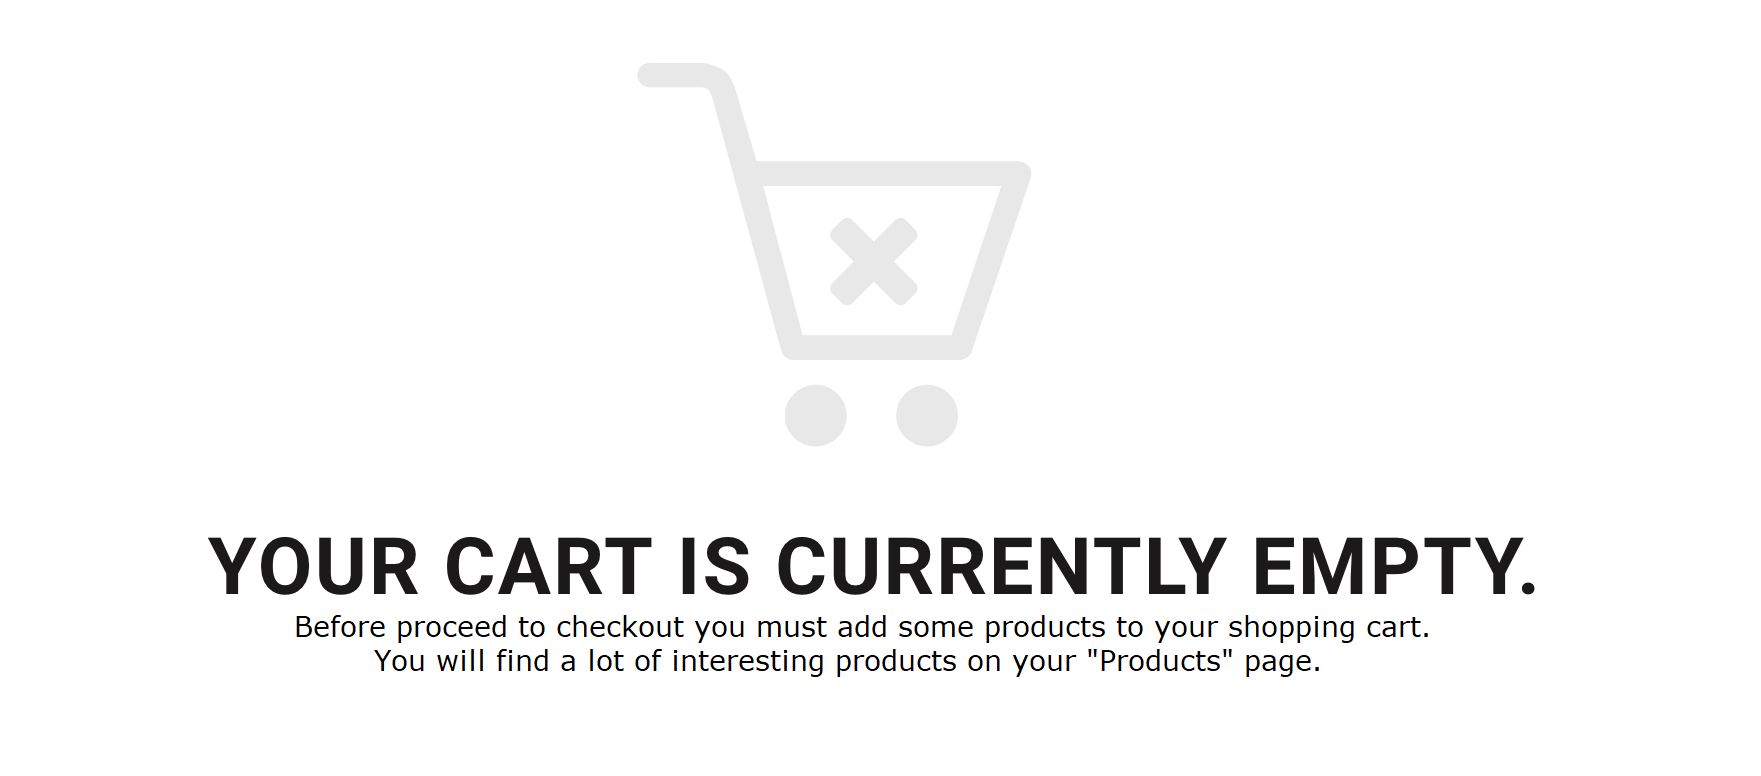 YOUR CART IS CURRENTLY EMPTY.
Before proceed to checkout you must add some products to your shopping cart.
You will find a lot of interesting products on your "Products" page.